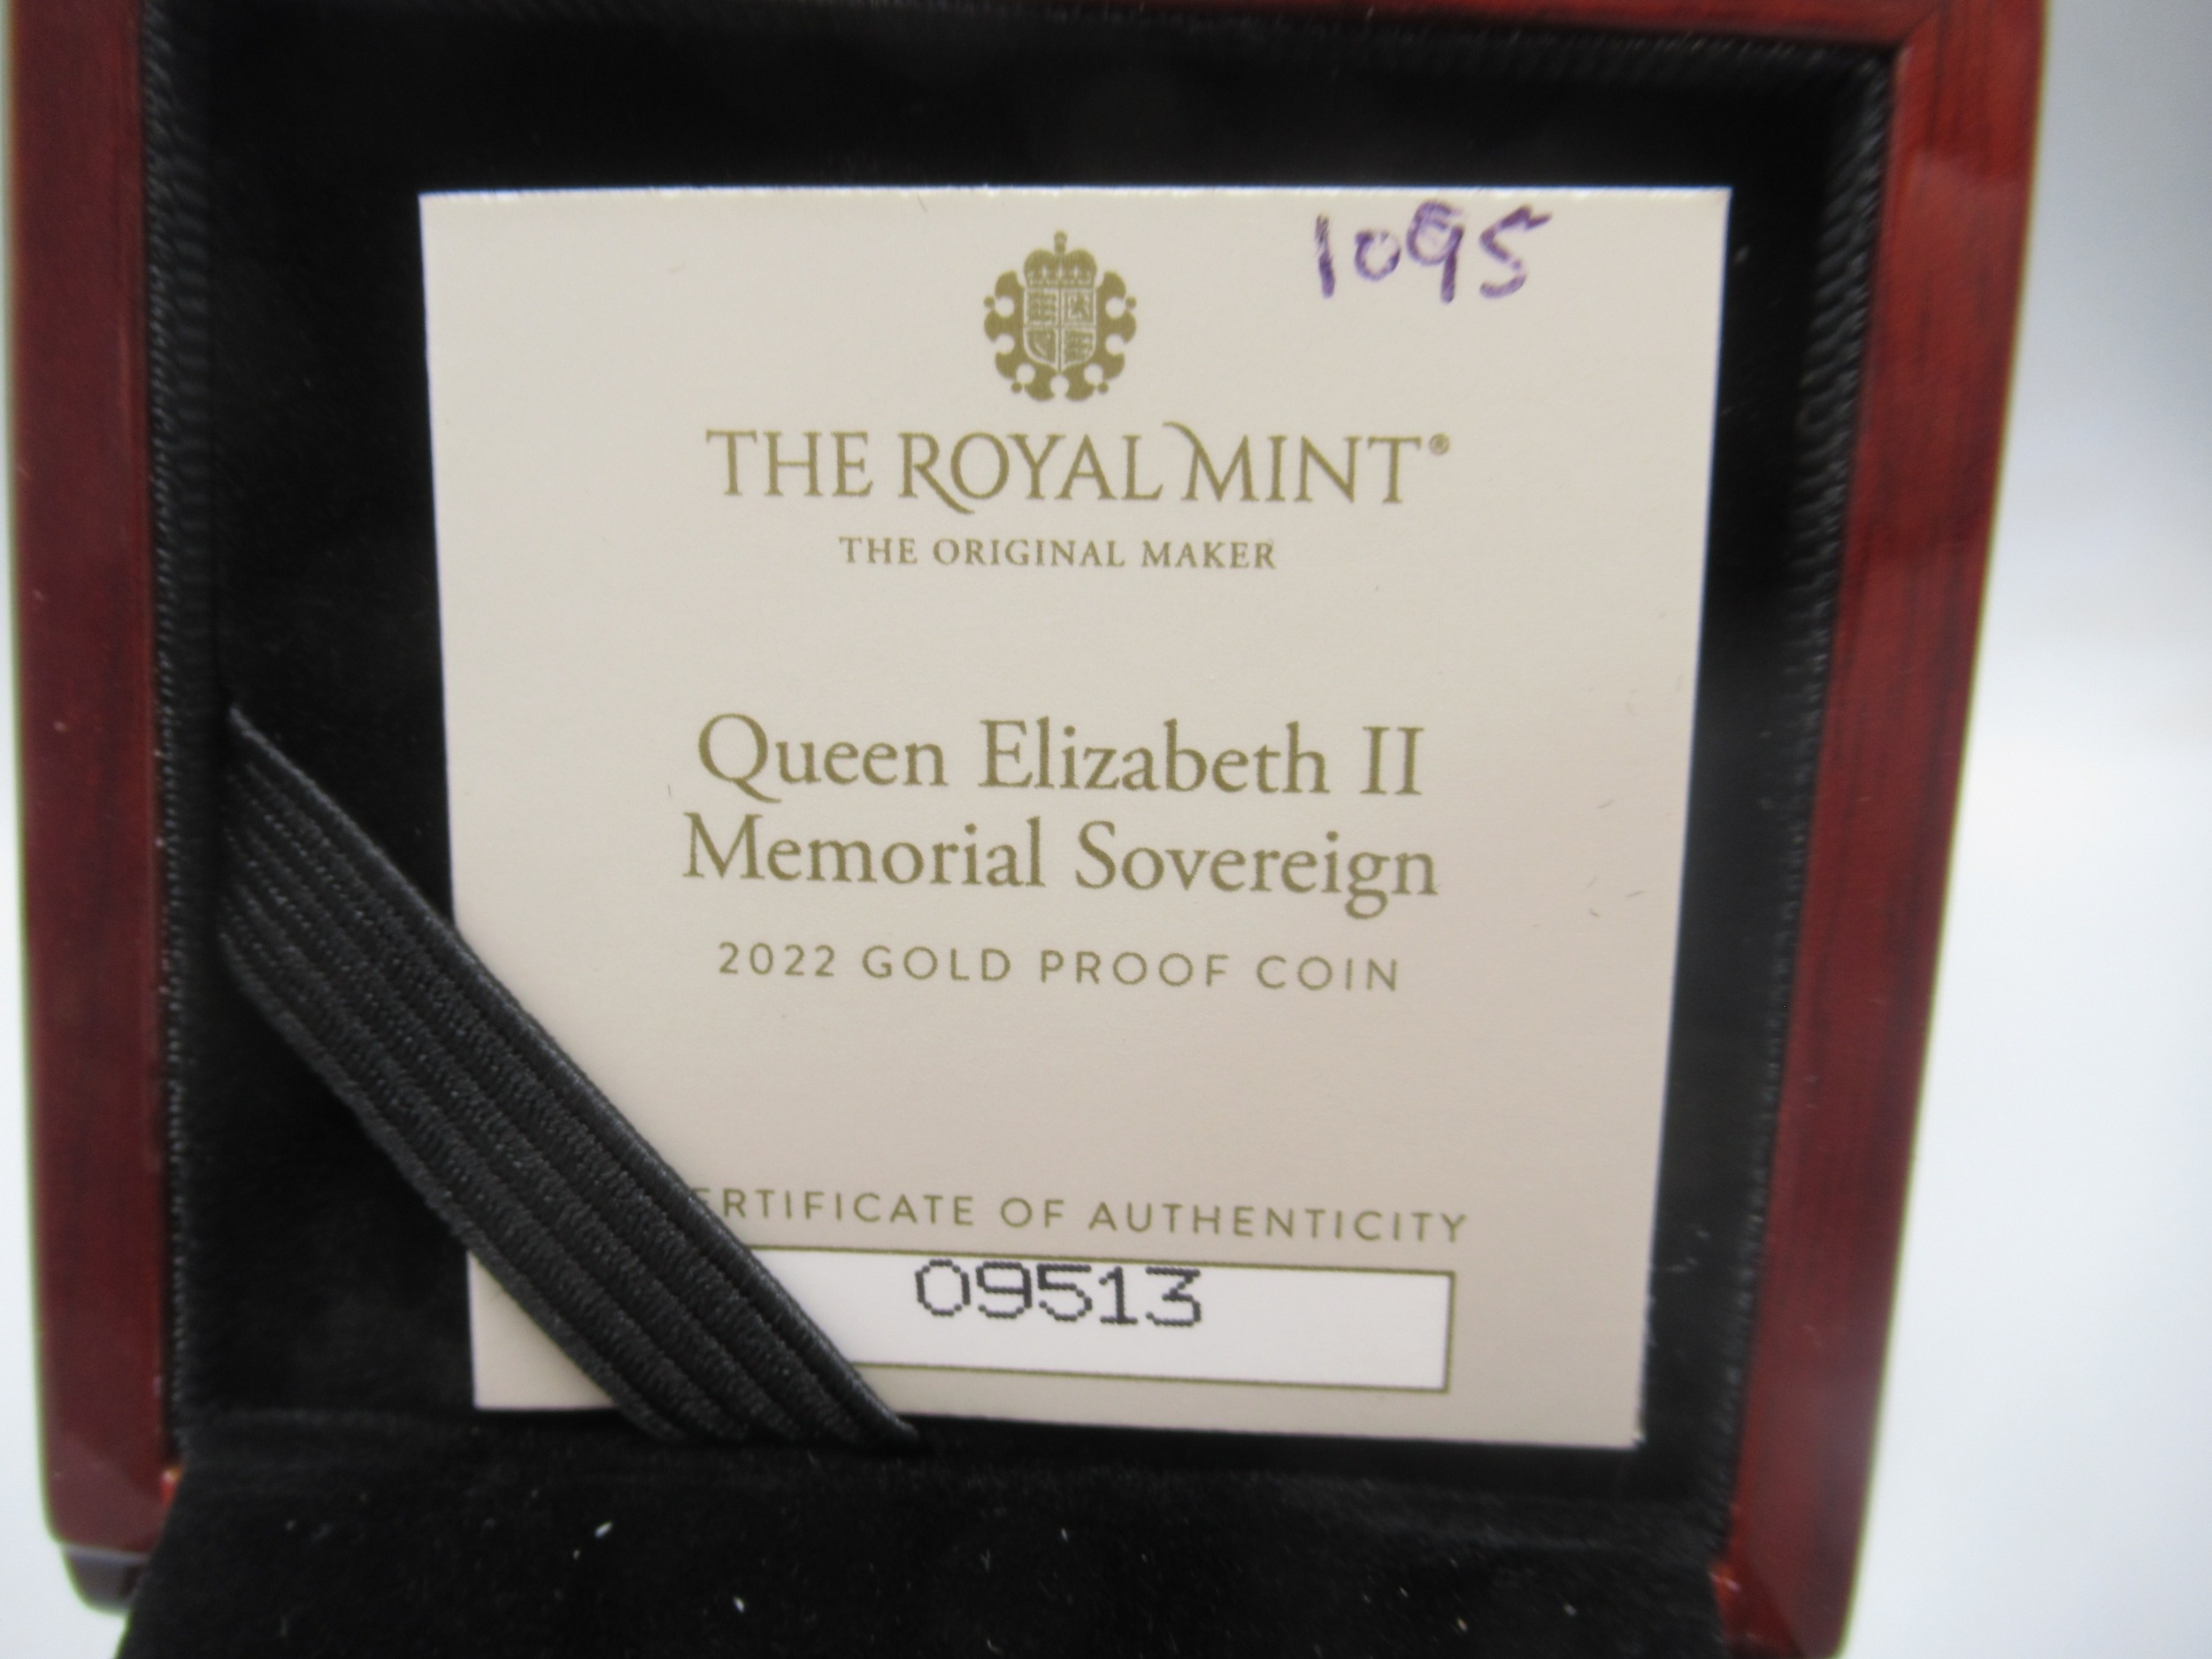 1095
THE ROYAL MINT®
THE ORIGINAL MAKER
Queen Elizabeth II
Memorial Sovereign
2022 GOLD PROOF COIN
ERTIFICATE OF AUTHENTICITY
09513